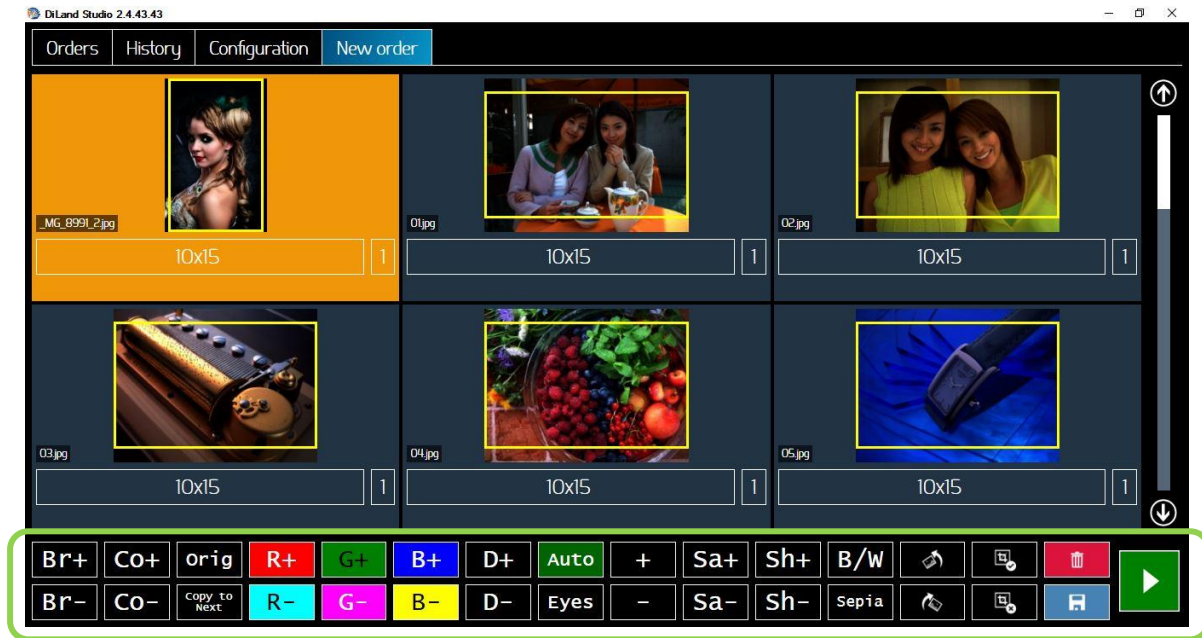 DiLand Studio 2.4.43.43
Orders History Configuration New order
_MG_8991_2.jpg 01.jpg 02.jpg
10x15 1 10x15 1 10x15 1
03.jpg 04.jpg 05.jpg
10x15 1 10x15 1 10x15 1
Br+ Co+ Orig R+ G+ B+ D+ Auto + Sa+ Sh+ B/W
Br- Co- Copy to Next R- G- B- D- Eyes - Sa- Sh- Sepia